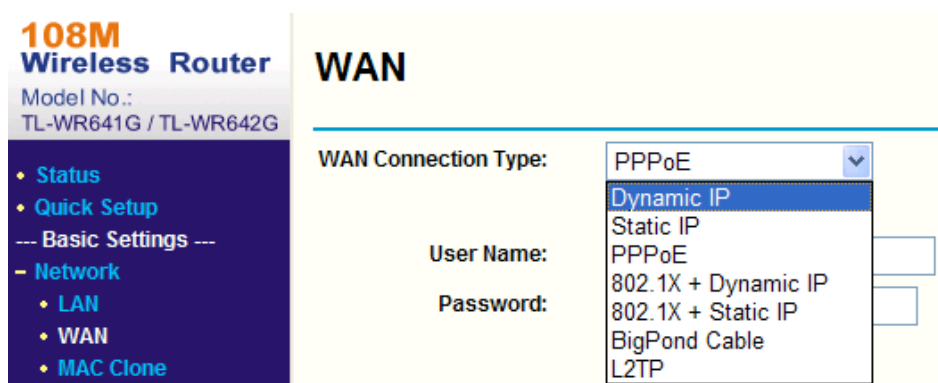 108M
Wireless Router
Model No.:
TL-WR641G / TL-WR642G
• Status
• Quick Setup
--- Basic Settings ---
– Network
• LAN
• WAN
• MAC Clone
WAN
WAN Connection Type:
PPPoE
Dynamic IP
Static IP
PPPoE
802.1X + Dynamic IP
802.1X + Static IP
BigPond Cable
L2TP
User Name:
Password: